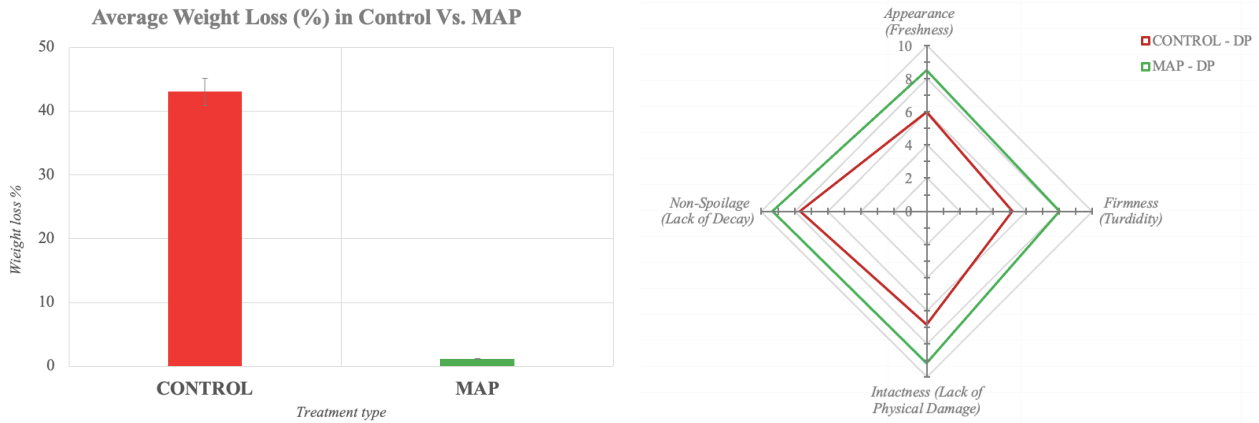 Average Weight Loss (%) in Control Vs. MAP
50
40
30
20
10
0
Wieight loss %
CONTROL
MAP
Treatment type
Appearance
(Freshness)
10
8
6
4
2
0
Non-Spoilage
(Lack of Decay)
Firmness
(Turdidity)
Intactness (Lack of
Physical Damage)
CONTROL - DP
MAP - DP